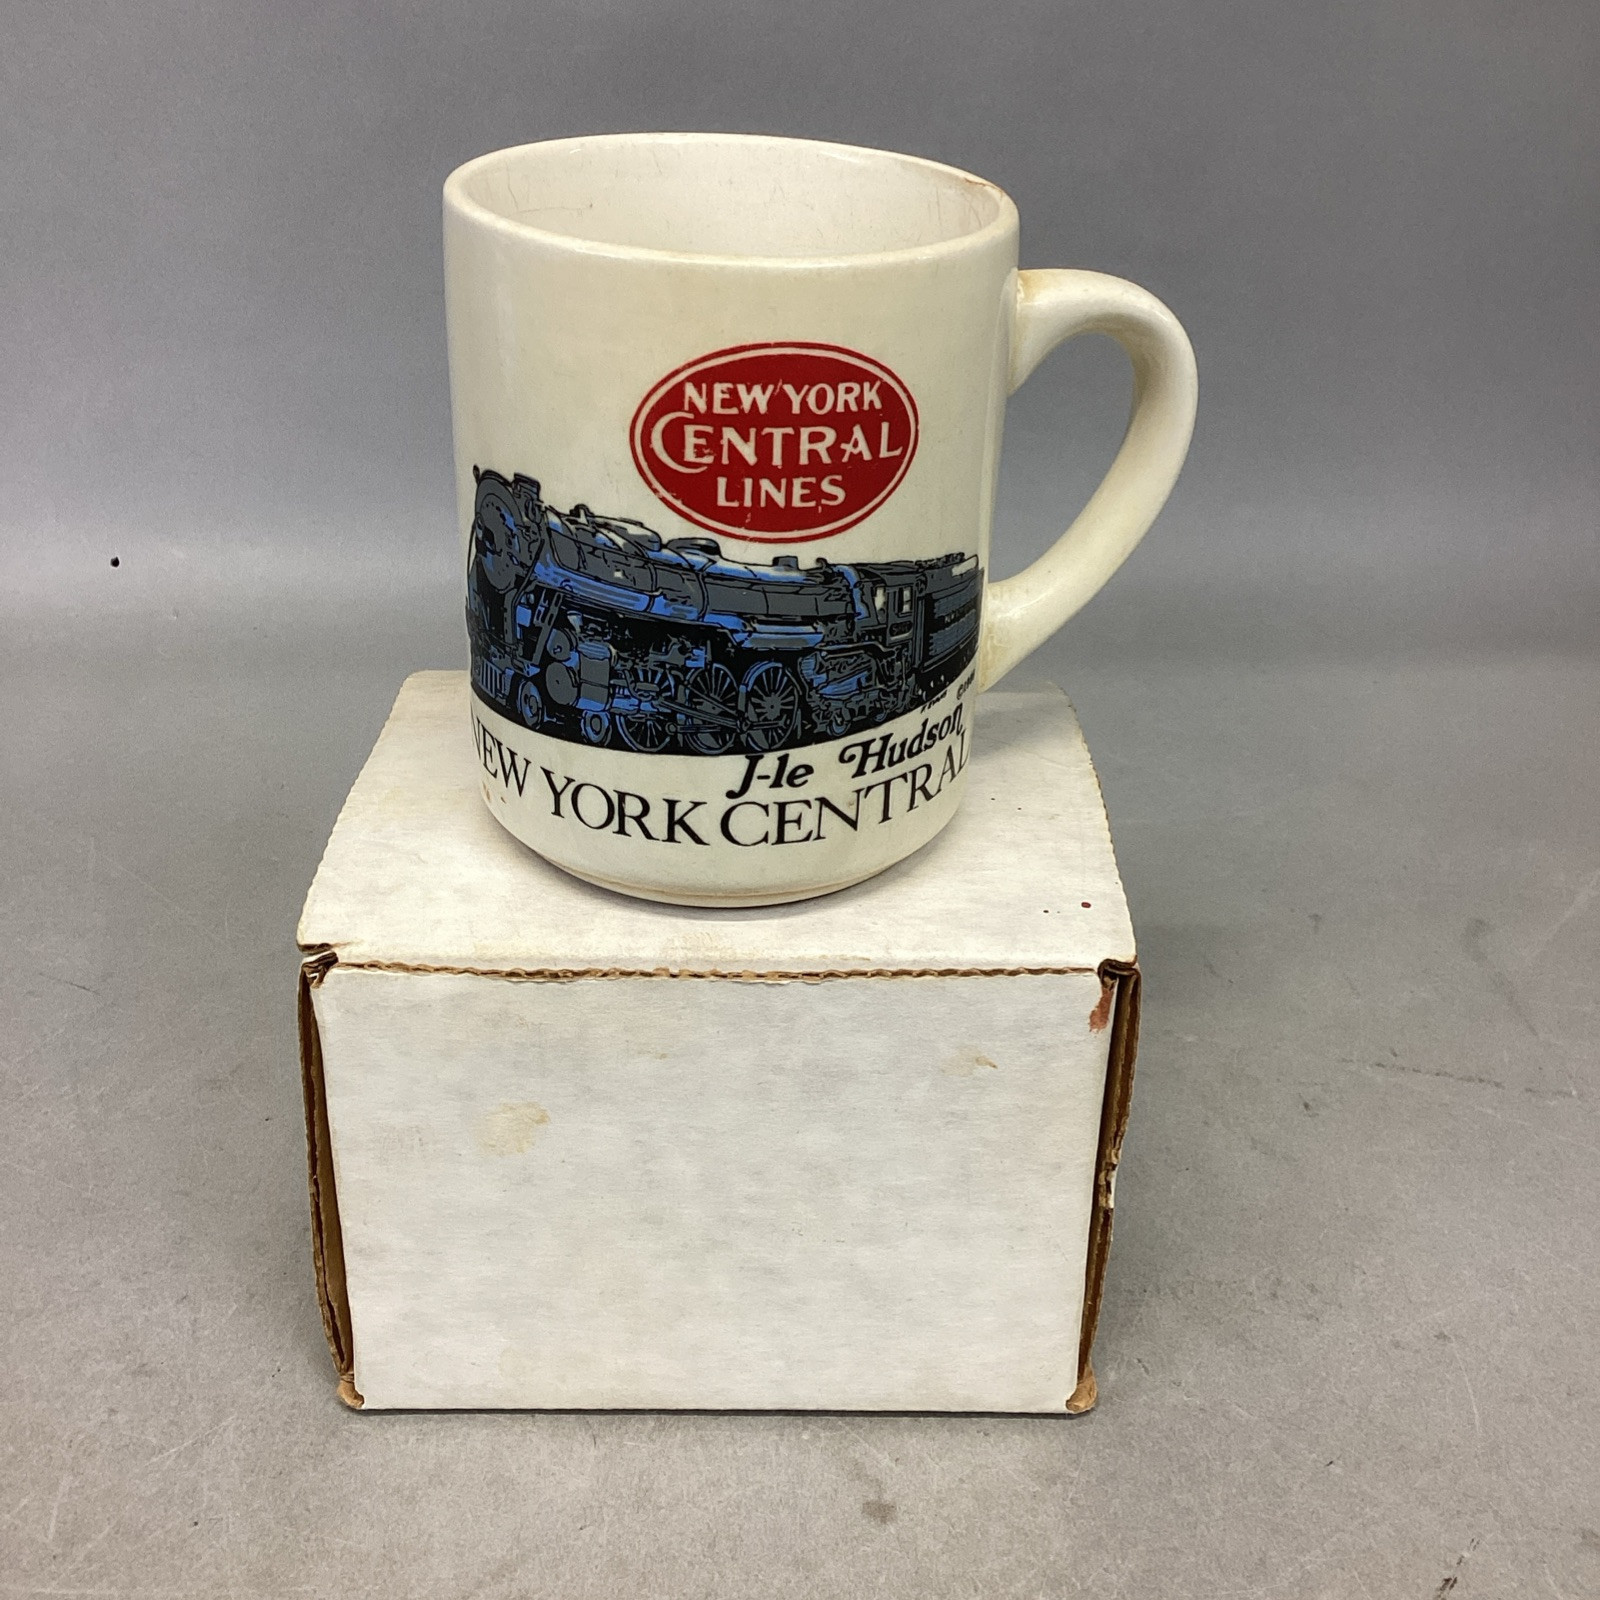 NEW YORK
CENTRAL
LINES
J-1e Hudson
NEW YORK CENTRAL